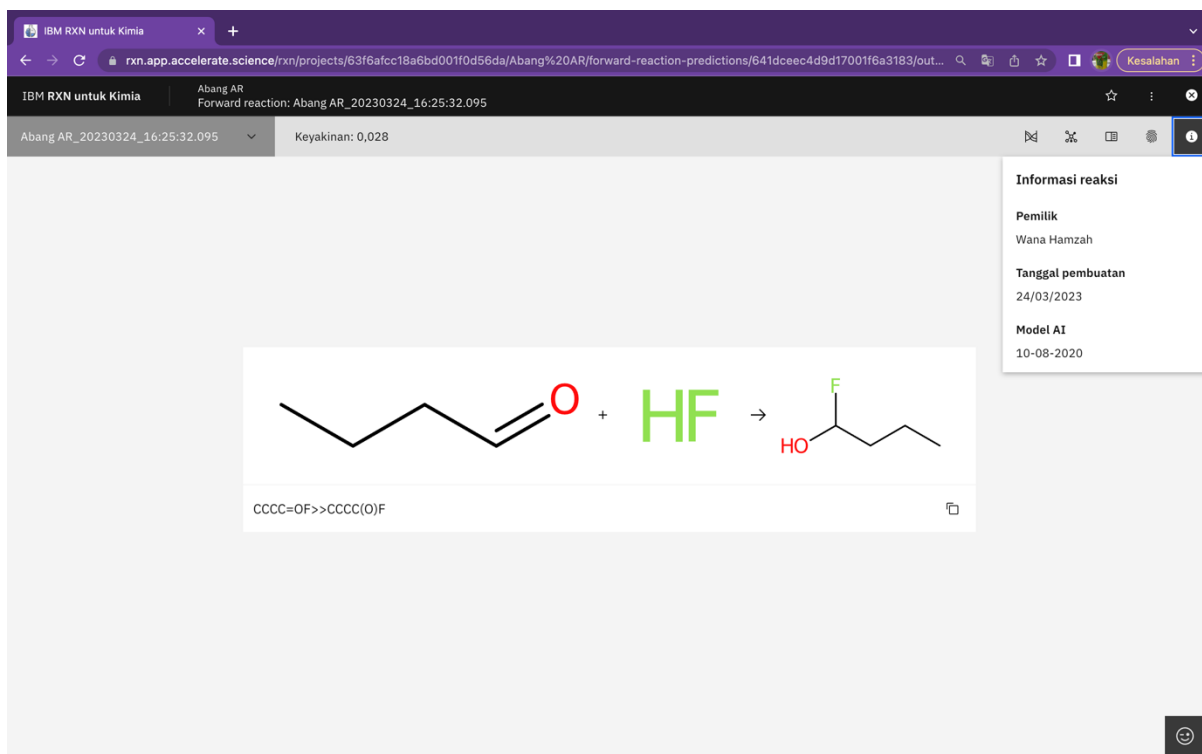 IBM RXN untuk Kimia
rxn.app.accelerate.science/rxn/projects/63f6afcc18a6bd001f0d56da/Abang%20AR/forward-reaction-predictions/641dceec4d9d17001f6a3183/out...
Kesalahan
IBM RXN untuk Kimia
Abang AR
Forward reaction: Abang AR_20230324_16:25:32.095
Abang AR_20230324_16:25:32.095
Keyakinan: 0,028
Informasi reaksi
Pemilik
Wana Hamzah
Tanggal pembuatan
24/03/2023
Model AI
10-08-2020
O
+
HF
→
F
HO
CCCC=OF>>CCCC(O)F